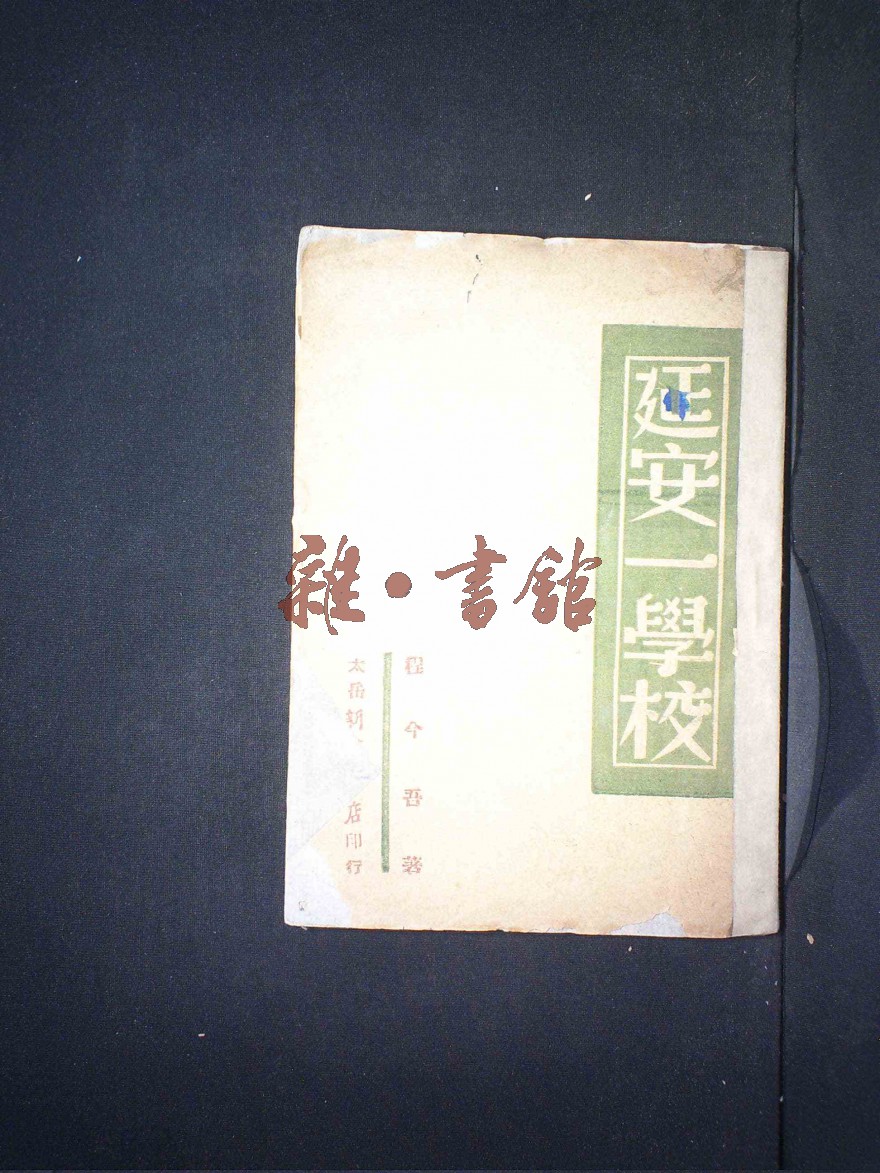 延安一學校
程今吾著
太岳新 店印行
雜·書館